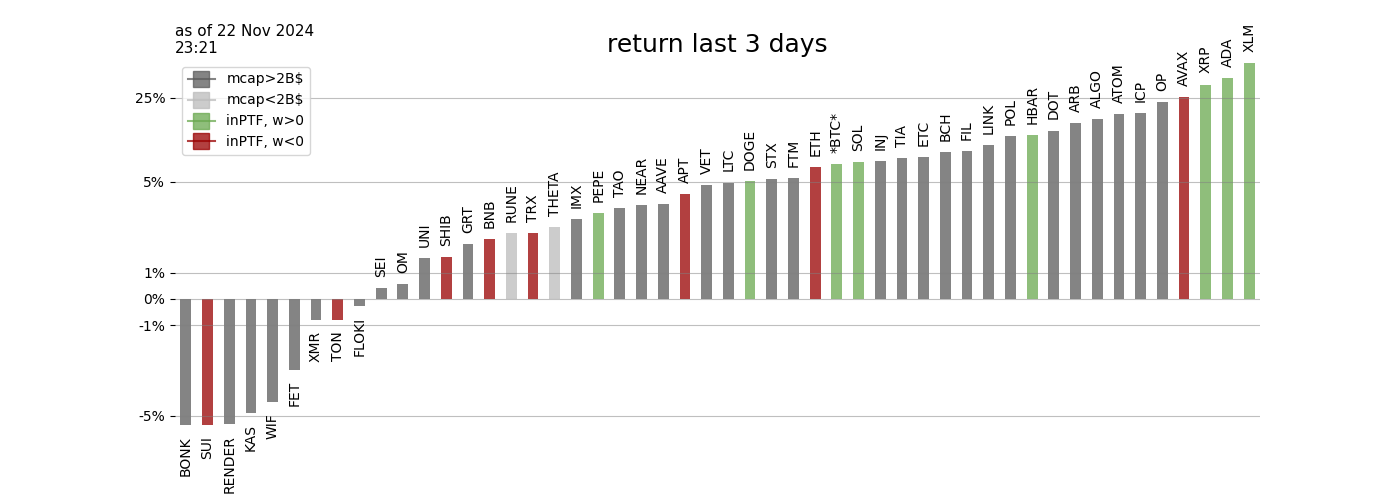 as of 22 Nov 2024
23:21
return last 3 days
mcap>2B$
mcap<2B$
inPTF, w>0
inPTF, w<0
25%
5%
1%
0%
-1%
-5%
BONK
SUI
RENDER
KAS
WIF
FET
XMR
TON
FLOKI
SEI
OM
UNI
SHIB
GRT
BNB
RUNE
TRX
THETA
IMX
PEPE
TAO
NEAR
AAVE
APT
VET
LTC
DOGE
STX
FTM
ETH
*BTC*
SOL
INJ
TIA
ETC
BCH
FIL
LINK
POL
HBAR
DOT
ARB
ALGO
ATOM
ICP
OP
AVAX
XRP
ADA
XLM